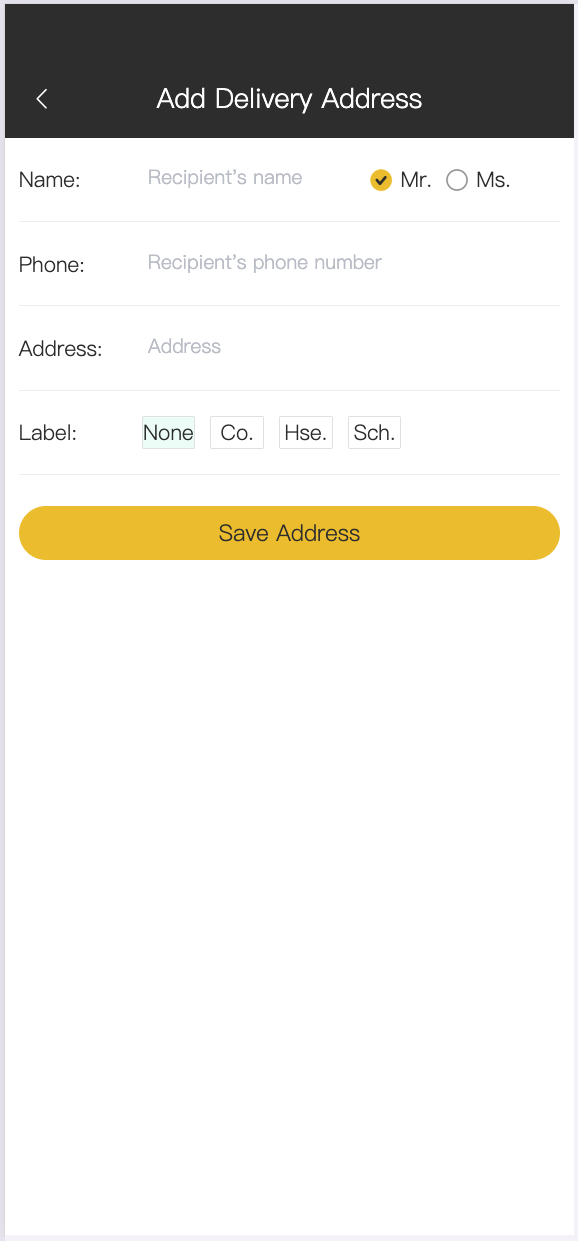 Add Delivery Address
Name: Recipient's name Mr. Ms.
Phone: Recipient's phone number
Address: Address
Label: None Co. Hse. Sch.
Save Address